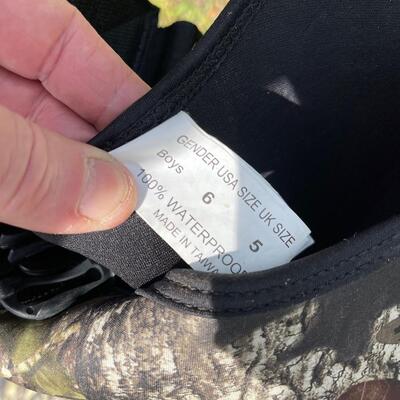 GENDER USA SIZE UK SIZE
Boys 6 5
100% WATERPROOF
MADE IN TAIWAN